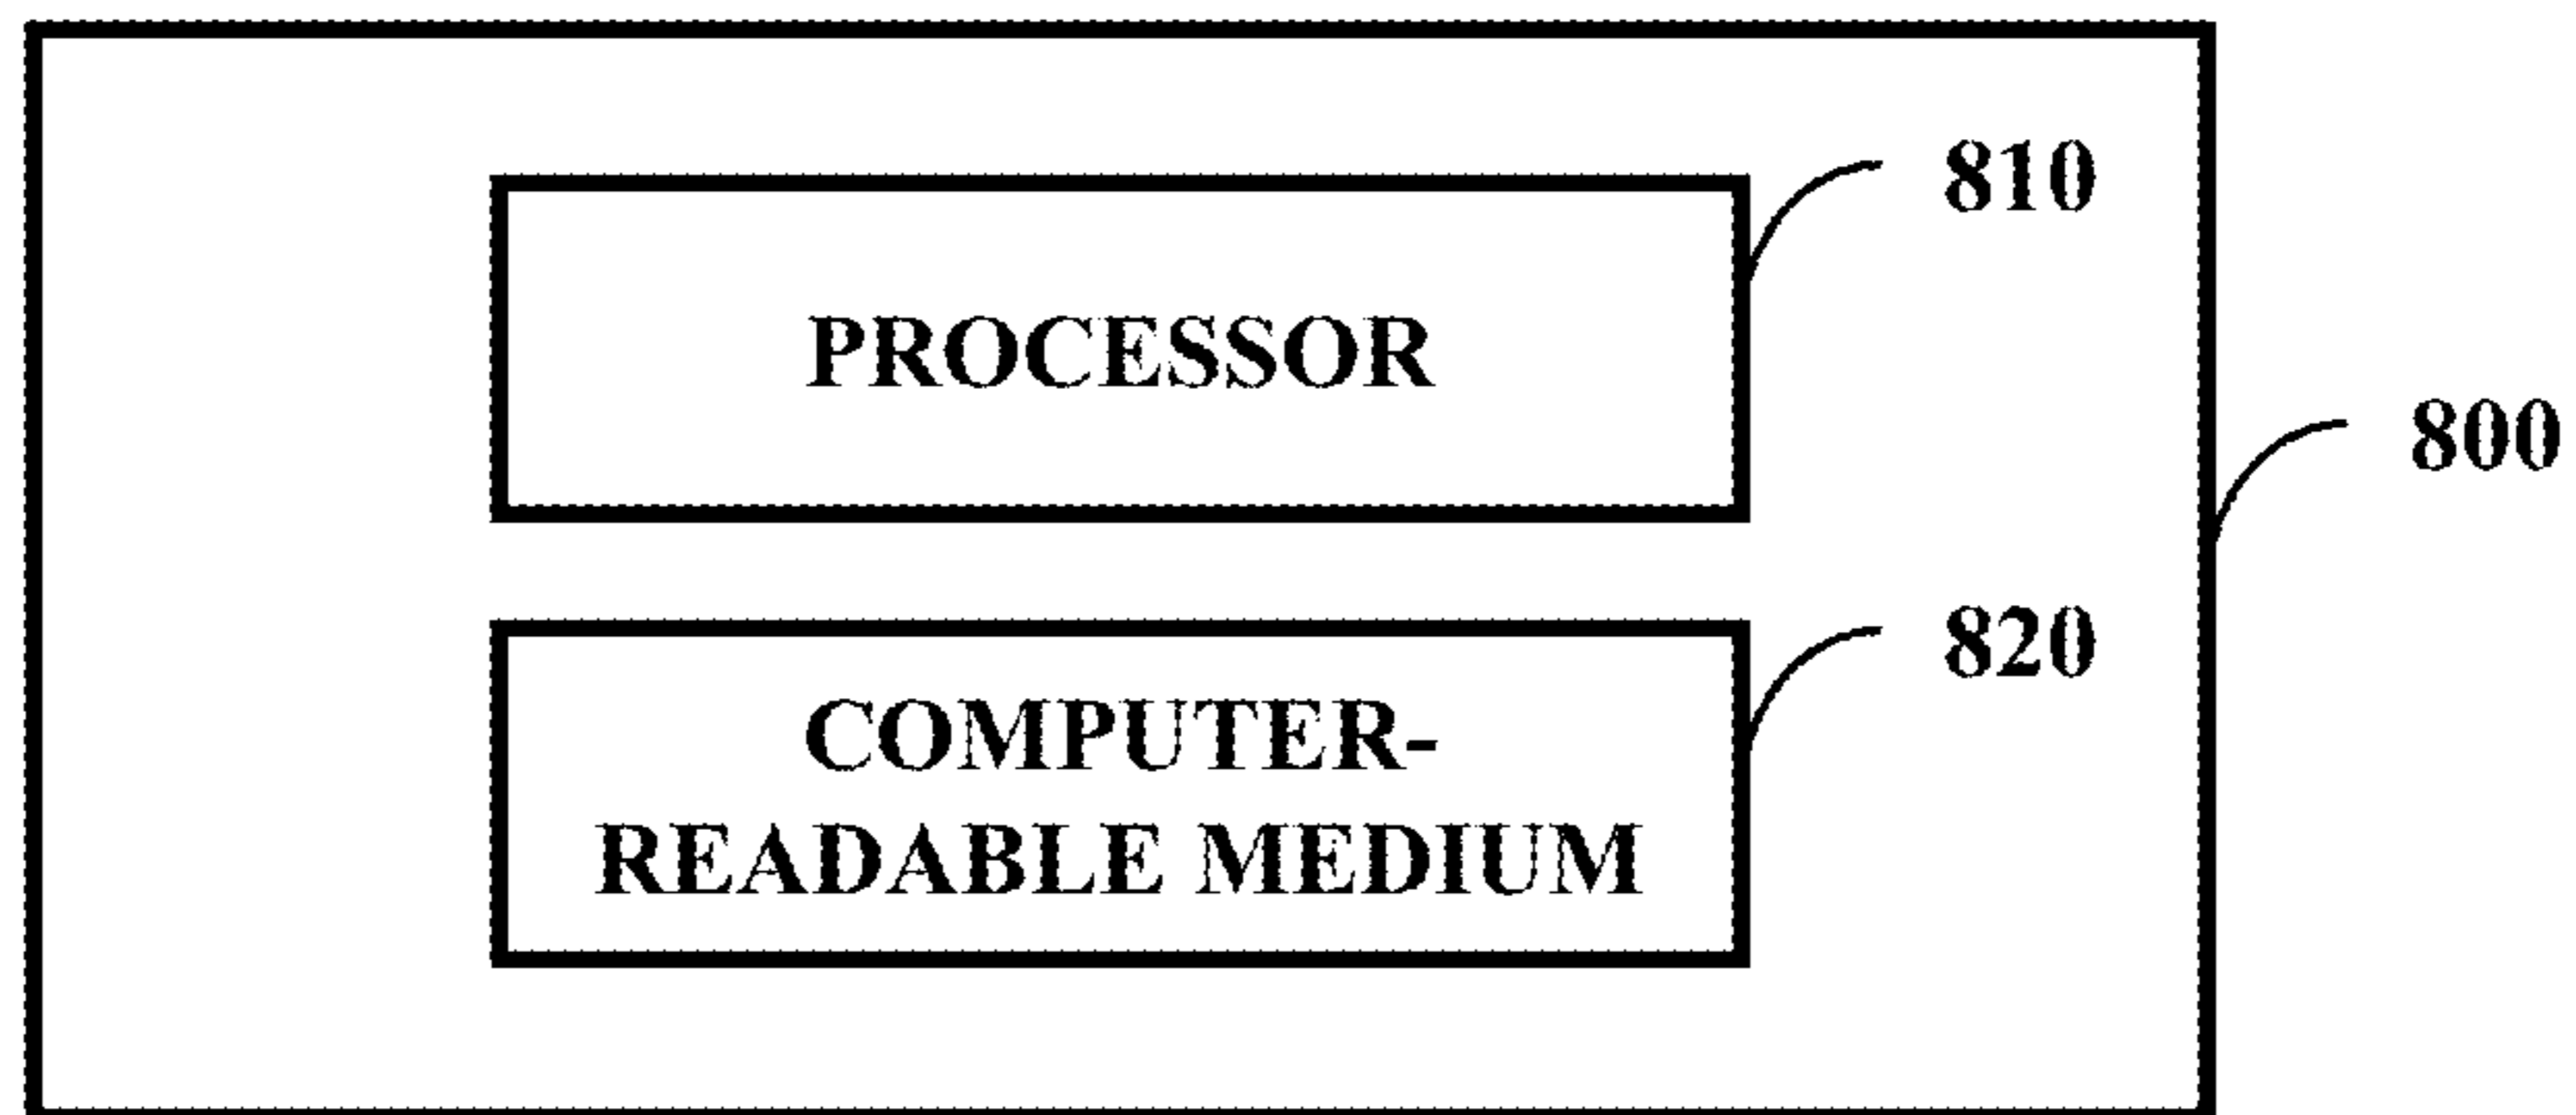 810
PROCESSOR
800
820
COMPUTER-
READABLE MEDIUM